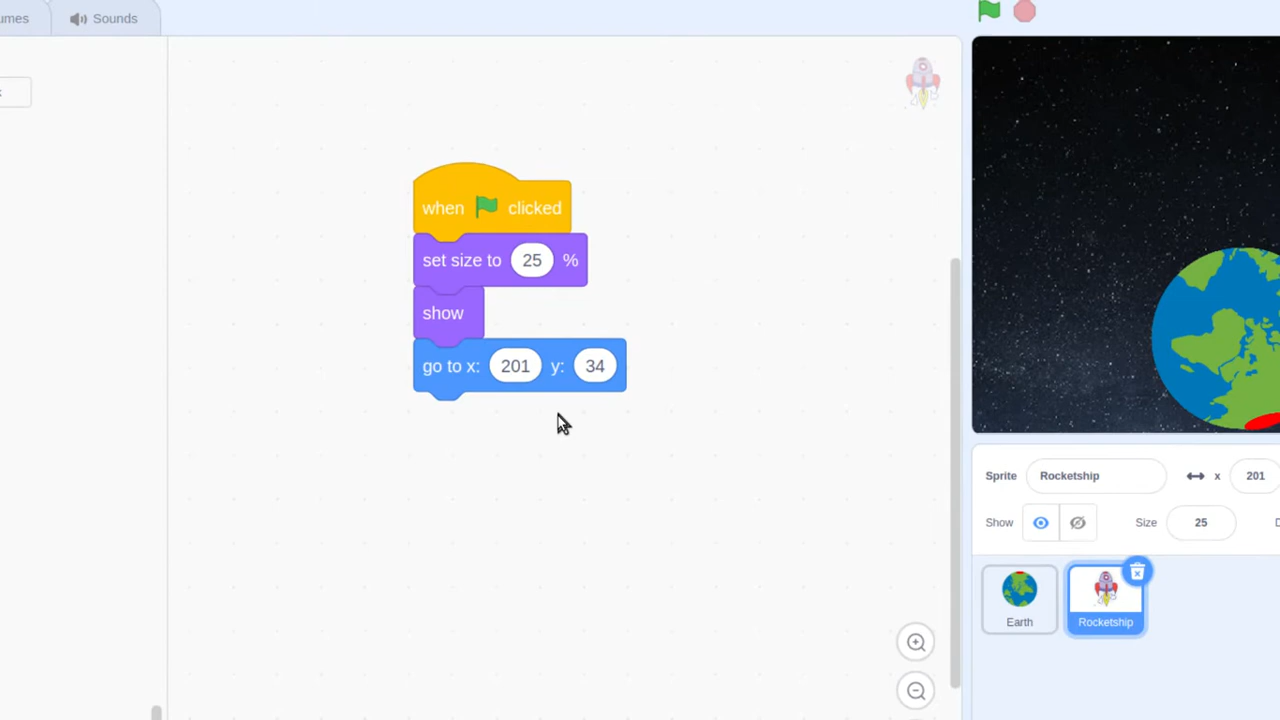 umes
Sounds
when clicked
set size to 25 %
show
go to x: 201 y: 34
Sprite Rocketship x 201
Show Size 25 D
Earth
Rocketship